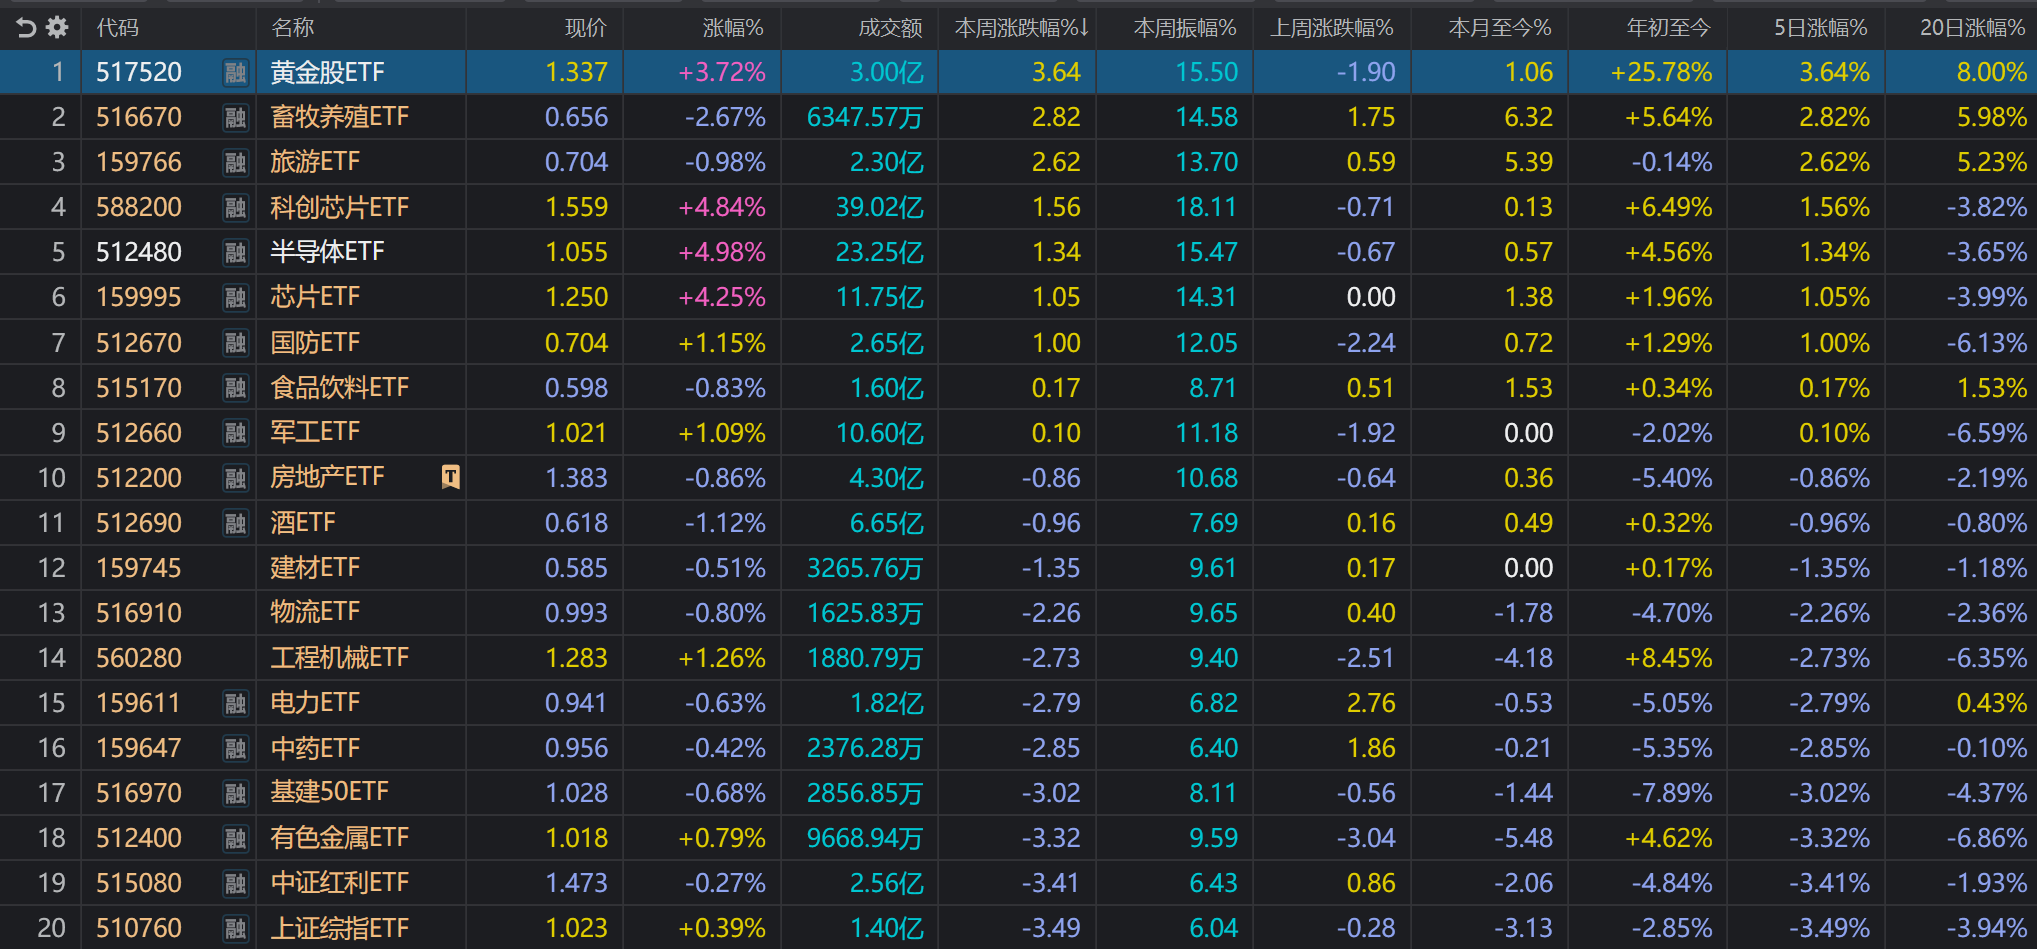 代码 名称 现价 涨幅% 成交额 本周涨跌幅%↓ 本周振幅% 上周涨跌幅% 本月至今% 年初至今 5日涨幅% 20日涨幅%
1 517520 融 黄金股ETF 1.337 +3.72% 3.00亿 3.64 15.50 -1.90 1.06 +25.78% 3.64% 8.00%
2 516670 融 畜牧养殖ETF 0.656 -2.67% 6347.57万 2.82 14.58 1.75 6.32 +5.64% 2.82% 5.98%
3 159766 融 旅游ETF 0.704 -0.98% 2.30亿 2.62 13.70 0.59 5.39 -0.14% 2.62% 5.23%
4 588200 融 科创芯片ETF 1.559 +4.84% 39.02亿 1.56 18.11 -0.71 0.13 +6.49% 1.56% -3.82%
5 512480 融 半导体ETF 1.055 +4.98% 23.25亿 1.34 15.47 -0.67 0.57 +4.56% 1.34% -3.65%
6 159995 融 芯片ETF 1.250 +4.25% 11.75亿 1.05 14.31 0.00 1.38 +1.96% 1.05% -3.99%
7 512670 融 国防ETF 0.704 +1.15% 2.65亿 1.00 12.05 -2.24 0.72 +1.29% 1.00% -6.13%
8 515170 融 食品饮料ETF 0.598 -0.83% 1.60亿 0.17 8.71 0.51 1.53 +0.34% 0.17% 1.53%
9 512660 融 军工ETF 1.021 +1.09% 10.60亿 0.10 11.18 -1.92 0.00 -2.02% 0.10% -6.59%
10 512200 融 房地产ETF T 1.383 -0.86% 4.30亿 -0.86 10.68 -0.64 0.36 -5.40% -0.86% -2.19%
11 512690 融 酒ETF 0.618 -1.12% 6.65亿 -0.96 7.69 0.16 0.49 +0.32% -0.96% -0.80%
12 159745 建材ETF 0.585 -0.51% 3265.76万 -1.35 9.61 0.17 0.00 +0.17% -1.35% -1.18%
13 516910 物流ETF 0.993 -0.80% 1625.83万 -2.26 9.65 0.40 -1.78 -4.70% -2.26% -2.36%
14 560280 工程机械ETF 1.283 +1.26% 1880.79万 -2.73 9.40 -2.51 -4.18 +8.45% -2.73% -6.35%
15 159611 融 电力ETF 0.941 -0.63% 1.82亿 -2.79 6.82 2.76 -0.53 -5.05% -2.79% 0.43%
16 159647 融 中药ETF 0.956 -0.42% 2376.28万 -2.85 6.40 1.86 -0.21 -5.35% -2.85% -0.10%
17 516970 融 基建50ETF 1.028 -0.68% 2856.85万 -3.02 8.11 -0.56 -1.44 -7.89% -3.02% -4.37%
18 512400 融 有色金属ETF 1.018 +0.79% 9668.94万 -3.32 9.59 -3.04 -5.48 +4.62% -3.32% -6.86%
19 515080 融 中证红利ETF 1.473 -0.27% 2.56亿 -3.41 6.43 0.86 -2.06 -4.84% -3.41% -1.93%
20 510760 融 上证综指ETF 1.023 +0.39% 1.40亿 -3.49 6.04 -0.28 -3.13 -2.85% -3.49% -3.94%